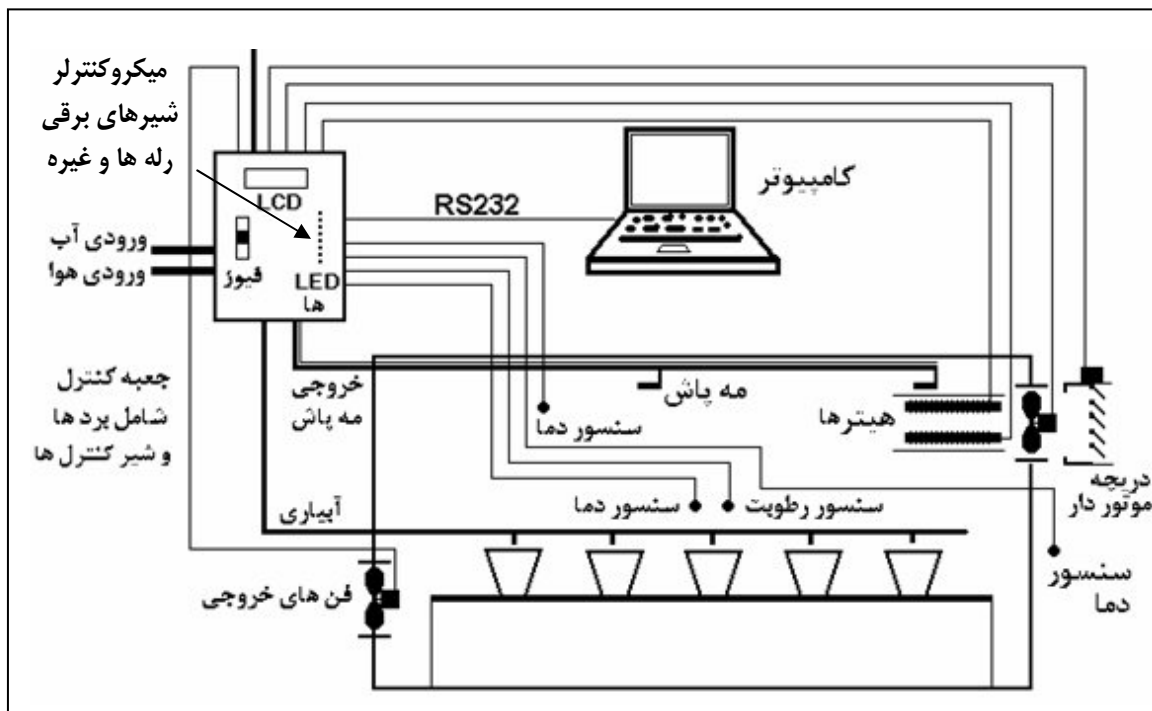 میکروکنترلر
شیرهای برقی
رله ها و غیره
LCD
فیوز
LED
ها
ورودی آب
ورودی هوا
RS232
کامپیوتر
جعبه کنترل
شامل برد ها
و شیر کنترل ها
خروجی
مه پاش
مه پاش
سنسور دما
هیترها
دریچه
موتور دار
سنسور دما
سنسور رطوبت
سنسور
دما
آبیاری
فن های خروجی